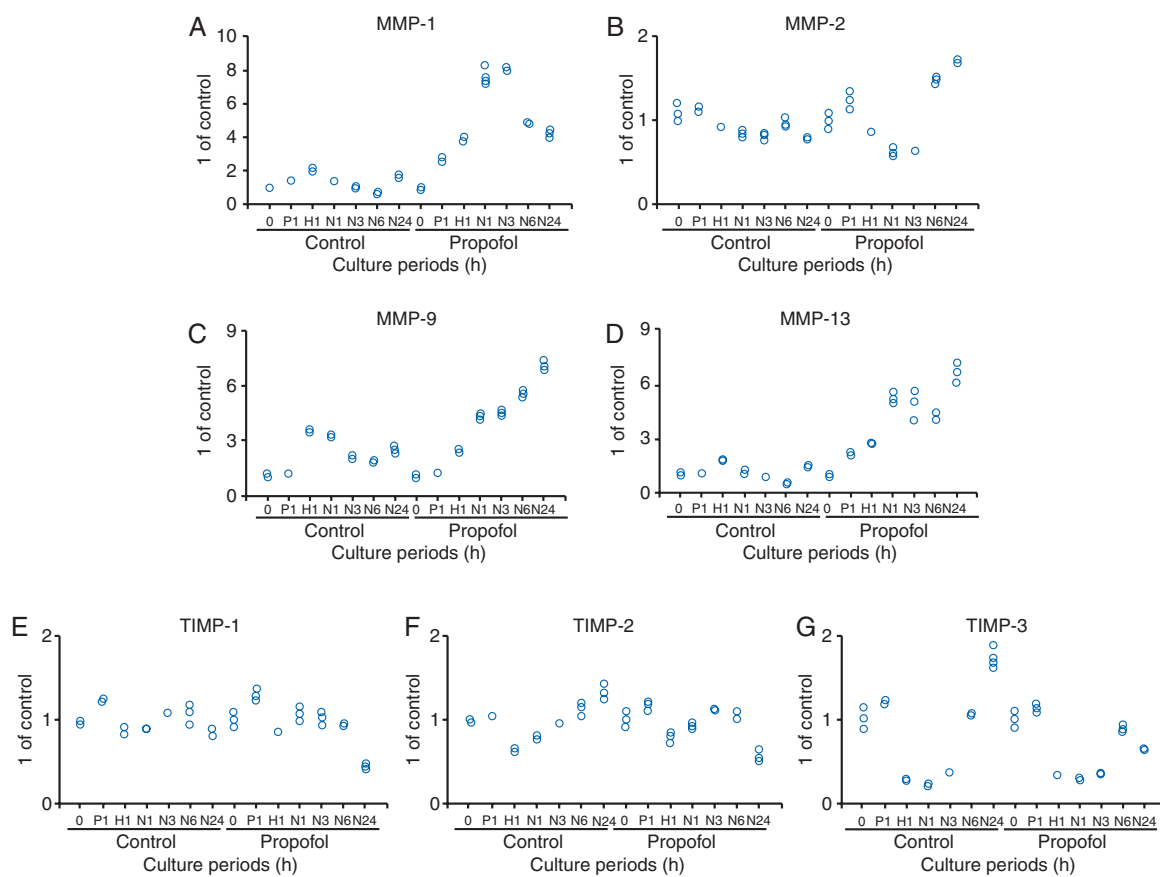 A
MMP-1
1 of control
10
8
6
4
2
0
0 P1 H1 N1 N3 N6 N24 0 P1 H1 N1 N3 N6 N24
Control Propofol
Culture periods (h)
B
MMP-2
1 of control
2
1
0
0 P1 H1 N1 N3 N6 N24 0 P1 H1 N1 N3 N6 N24
Control Propofol
Culture periods (h)
C
MMP-9
1 of control
9
6
3
0
0 P1 H1 N1 N3 N6 N24 0 P1 H1 N1 N3 N6 N24
Control Propofol
Culture periods (h)
D
MMP-13
1 of control
9
6
3
0
0 P1 H1 N1 N3 N6 N24 0 P1 H1 N1 N3 N6 N24
Control Propofol
Culture periods (h)
E
TIMP-1
1 of control
2
1
0
0 P1 H1 N1 N3 N6 N24 0 P1 H1 N1 N3 N6 N24
Control Propofol
Culture periods (h)
F
TIMP-2
1 of control
2
1
0
0 P1 H1 N1 N3 N6 N24 0 P1 H1 N1 N3 N6 N24
Control Propofol
Culture periods (h)
G
TIMP-3
1 of control
2
1
0
0 P1 H1 N1 N3 N6 N24 0 P1 H1 N1 N3 N6 N24
Control Propofol
Culture periods (h)